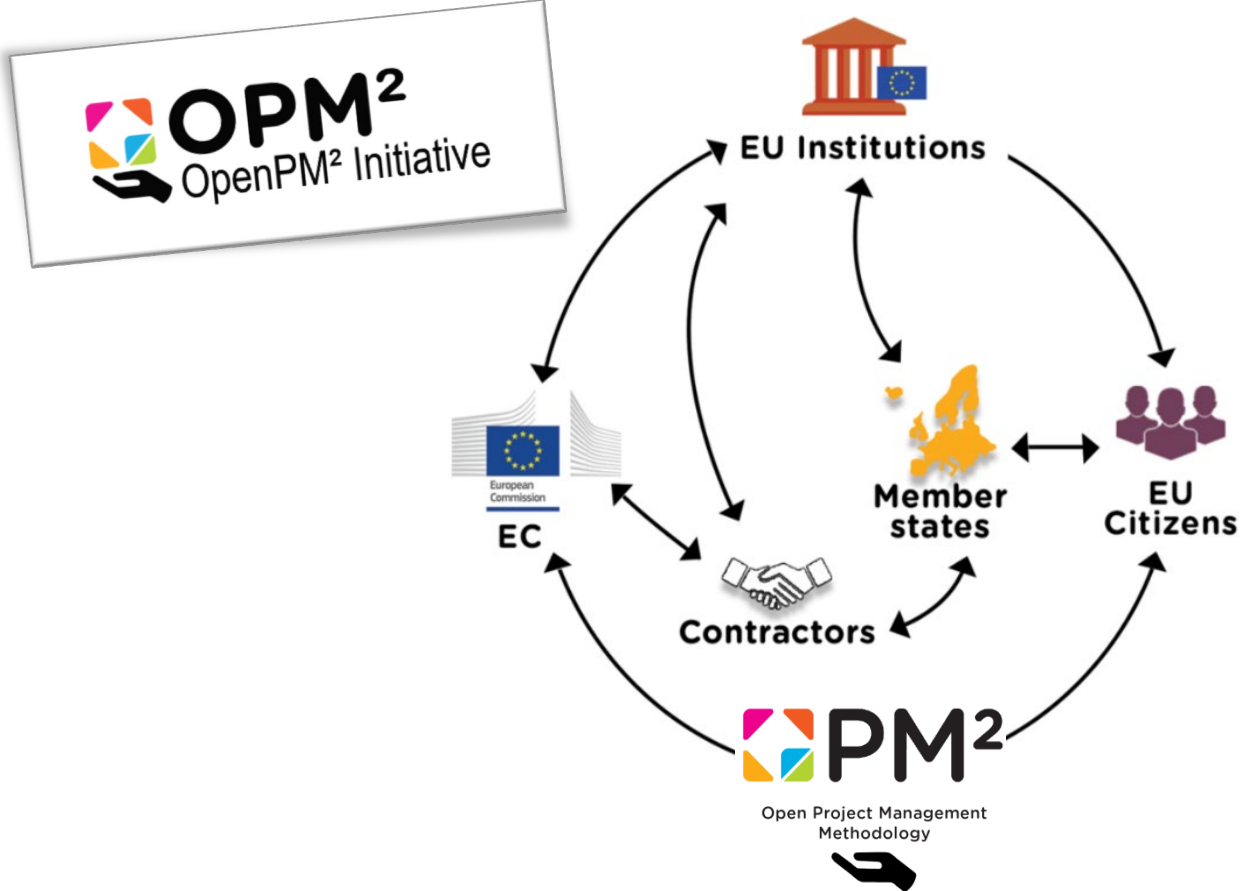 OPM²
OpenPM² Initiative
EU Institutions
European
Commission
EC
Member
states
EU
Citizens
Contractors
PM²
Open Project Management
Methodology